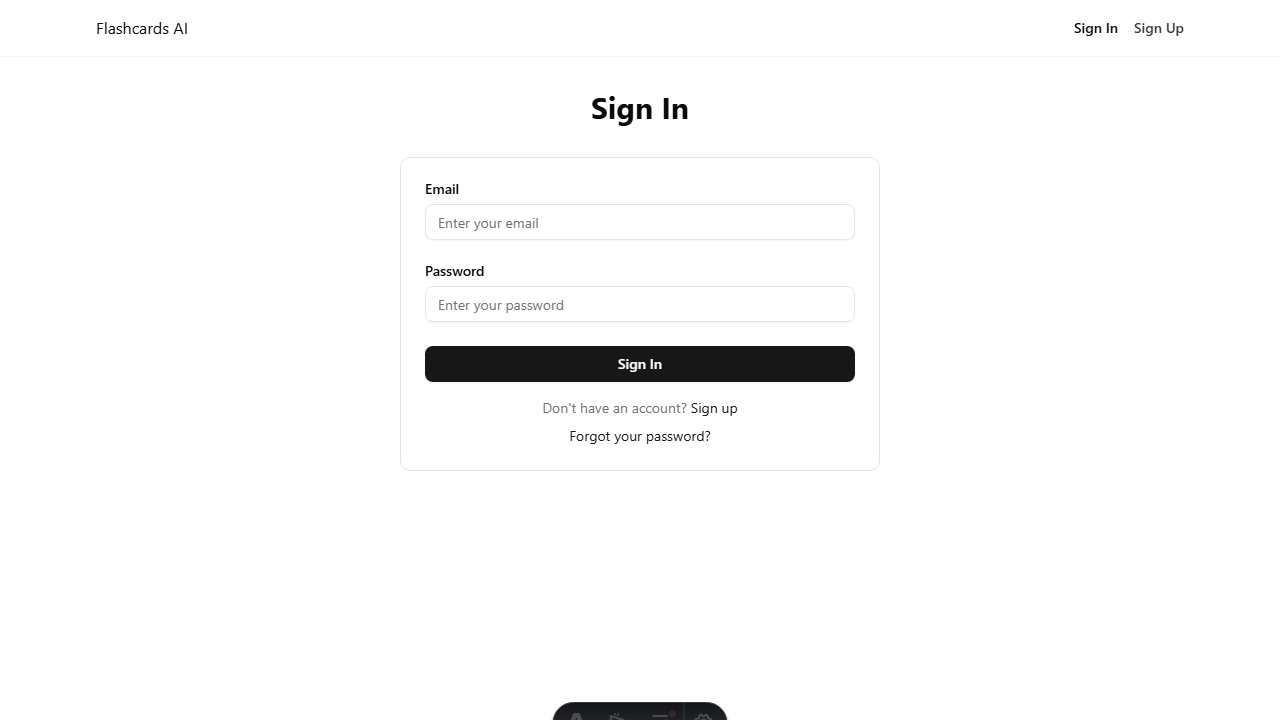 Flashcards AI
Sign In Sign Up
Sign In
Email
Enter your email
Password
Enter your password
Sign In
Don't have an account? Sign up
Forgot your password?